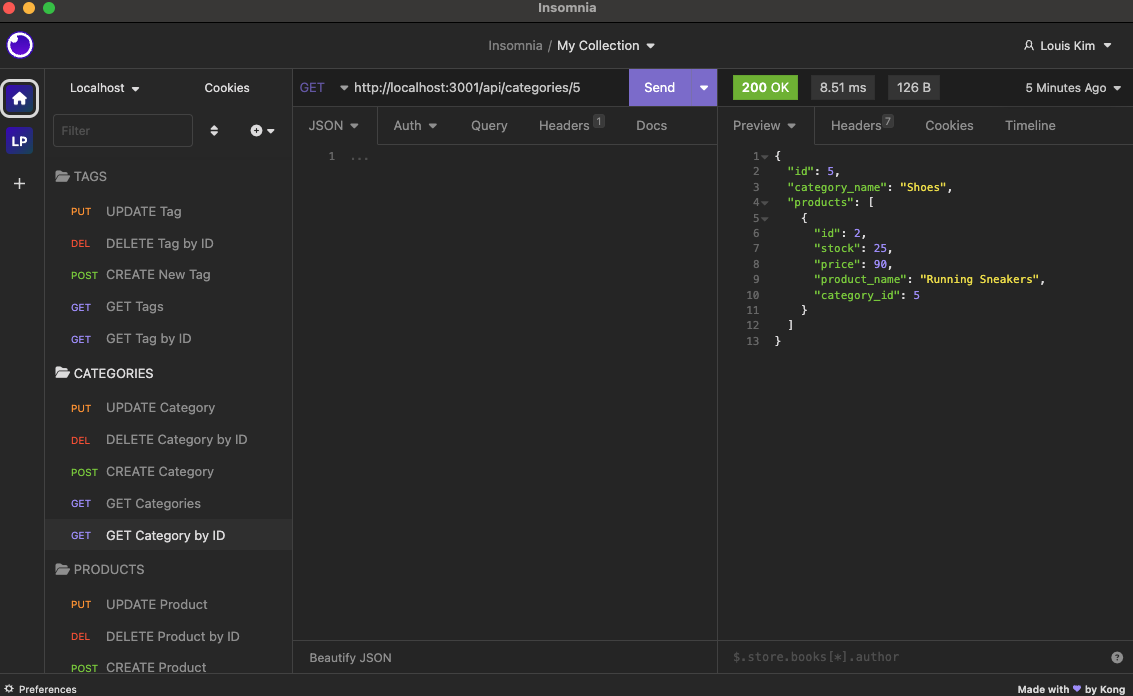 Insomnia
Insomnia / My Collection
Louis Kim
LP
Localhost
Cookies
Filter
TAGS
PUT UPDATE Tag
DEL DELETE Tag by ID
POST CREATE New Tag
GET GET Tags
GET GET Tag by ID
CATEGORIES
PUT UPDATE Category
DEL DELETE Category by ID
POST CREATE Category
GET GET Categories
GET GET Category by ID
PRODUCTS
PUT UPDATE Product
DEL DELETE Product by ID
POST CREATE Product
Preferences
GET http://localhost:3001/api/categories/5 Send
JSON Auth Query Headers 1 Docs
1 ...
Beautify JSON
200 OK 8.51 ms 126 B 5 Minutes Ago
Preview Headers 7 Cookies Timeline
1 {
2 "id": 5,
3 "category_name": "Shoes",
4 "products": [
5 {
6 "id": 2,
7 "stock": 25,
8 "price": 90,
9 "product_name": "Running Sneakers",
10 "category_id": 5
11 }
12 ]
13 }
$.store.books[*].author
Made with 💜 by Kong